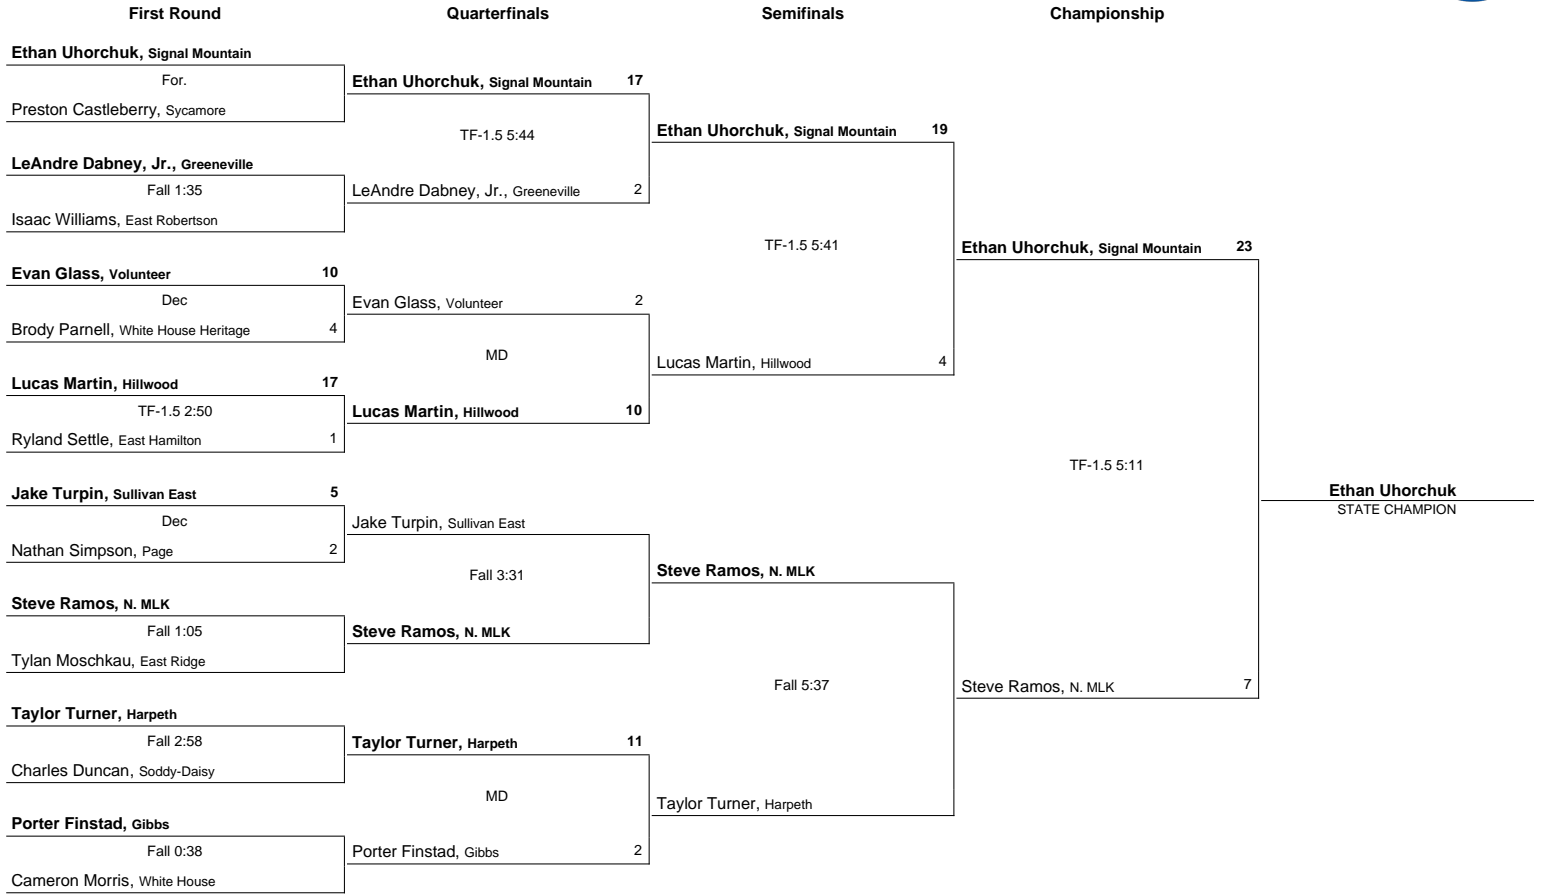 First Round
Quarterfinals
Semifinals
Championship
Ethan Uhorchuk, Signal Mountain
For.
Preston Castleberry, Sycamore
LeAndre Dabney, Jr., Greeneville
Fall 1:35
Isaac Williams, East Robertson
Evan Glass, Volunteer 10
Dec
Brody Parnell, White House Heritage 4
Lucas Martin, Hillwood 17
TF-1.5 2:50
Ryland Settle, East Hamilton 1
Jake Turpin, Sullivan East 5
Dec
Nathan Simpson, Page 2
Steve Ramos, N. MLK
Fall 1:05
Tylan Moschkau, East Ridge
Taylor Turner, Harpeth
Fall 2:58
Charles Duncan, Soddy-Daisy
Porter Finstad, Gibbs
Fall 0:38
Cameron Morris, White House
Ethan Uhorchuk, Signal Mountain 17
TF-1.5 5:44
LeAndre Dabney, Jr., Greeneville 2
Evan Glass, Volunteer 2
MD
Lucas Martin, Hillwood 10
Jake Turpin, Sullivan East
Fall 3:31
Steve Ramos, N. MLK
Taylor Turner, Harpeth 11
MD
Porter Finstad, Gibbs 2
Ethan Uhorchuk, Signal Mountain 19
TF-1.5 5:41
Lucas Martin, Hillwood 4
Steve Ramos, N. MLK
Fall 5:37
Taylor Turner, Harpeth
Ethan Uhorchuk, Signal Mountain 23
TF-1.5 5:11
Steve Ramos, N. MLK 7
Ethan Uhorchuk
STATE CHAMPION